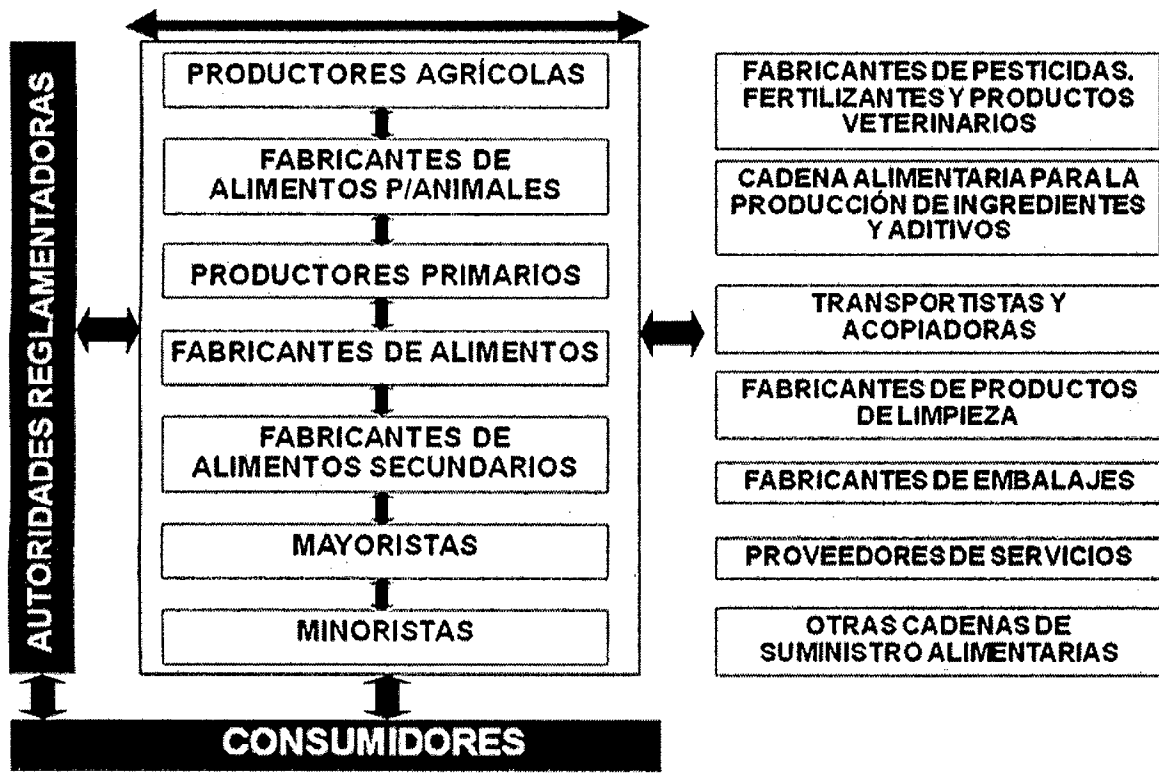 AUTORIDADES REGLAMENTADORAS
PRODUCTORES AGRÍCOLAS
FABRICANTES DE
ALIMENTOS P/ANIMALES
PRODUCTORES PRIMARIOS
FABRICANTES DE ALIMENTOS
FABRICANTES DE
ALIMENTOS SECUNDARIOS
MAYORISTAS
MINORISTAS
FABRICANTES DE PESTICIDAS.
FERTILIZANTES Y PRODUCTOS
VETERINARIOS
CADENA ALIMENTARIA PARA LA
PRODUCCIÓN DE INGREDIENTES
Y ADITIVOS
TRANSPORTISTAS Y
ACOPIADORAS
FABRICANTES DE PRODUCTOS
DE LIMPIEZA
FABRICANTES DE EMBALAJES
PROVEEDORES DE SERVICIOS
OTRAS CADENAS DE
SUMINISTRO ALIMENTARIAS
CONSUMIDORES